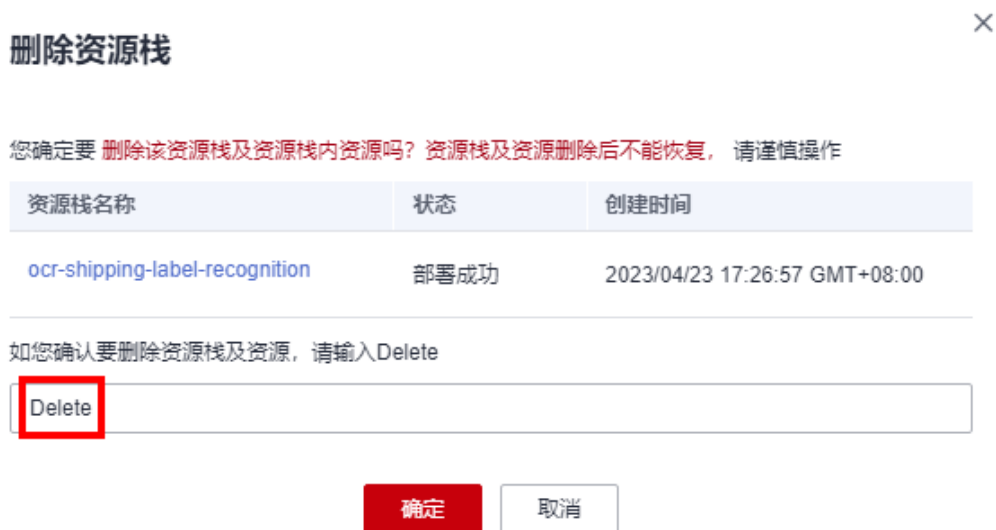 删除资源栈
您确定要 删除该资源栈及资源栈内资源吗？资源栈及资源删除后不能恢复， 请谨慎操作
资源栈名称 状态 创建时间
ocr-shipping-label-recognition 部署成功 2023/04/23 17:26:57 GMT+08:00
如您确认要删除资源栈及资源，请输入Delete
Delete
确定 取消